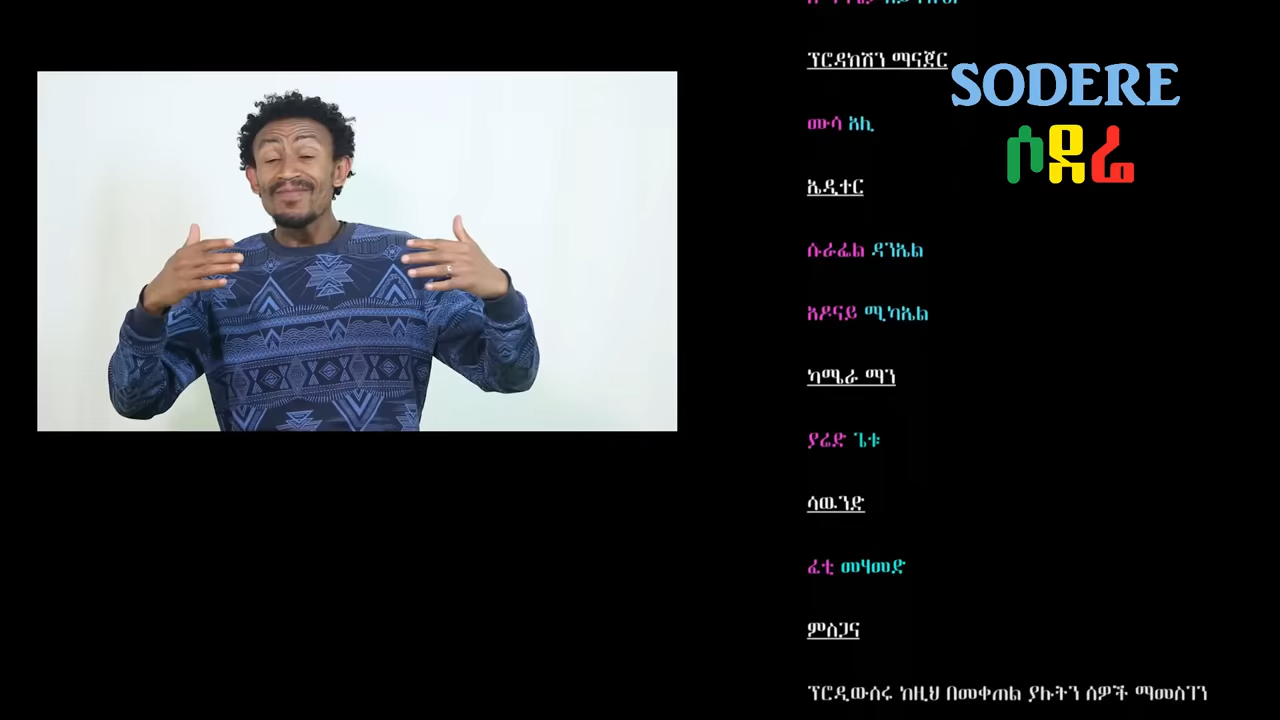 ፕሮዳክሽን ማናጀር
SODERE
ሶደሬ
ሙሳ አሊ
ኤዲተር
ሱራፌል ዳንኤል
አዶናይ ሚካኤል
ካሜራ ማን
ያሬድ ጌቱ
ሳዉንድ
ፈቲ መሃመድ
ምስጋና
ፕሮዲውሰሩ ከዚህ በመቀጠል ያሉትን ሰዎች ማመስገን